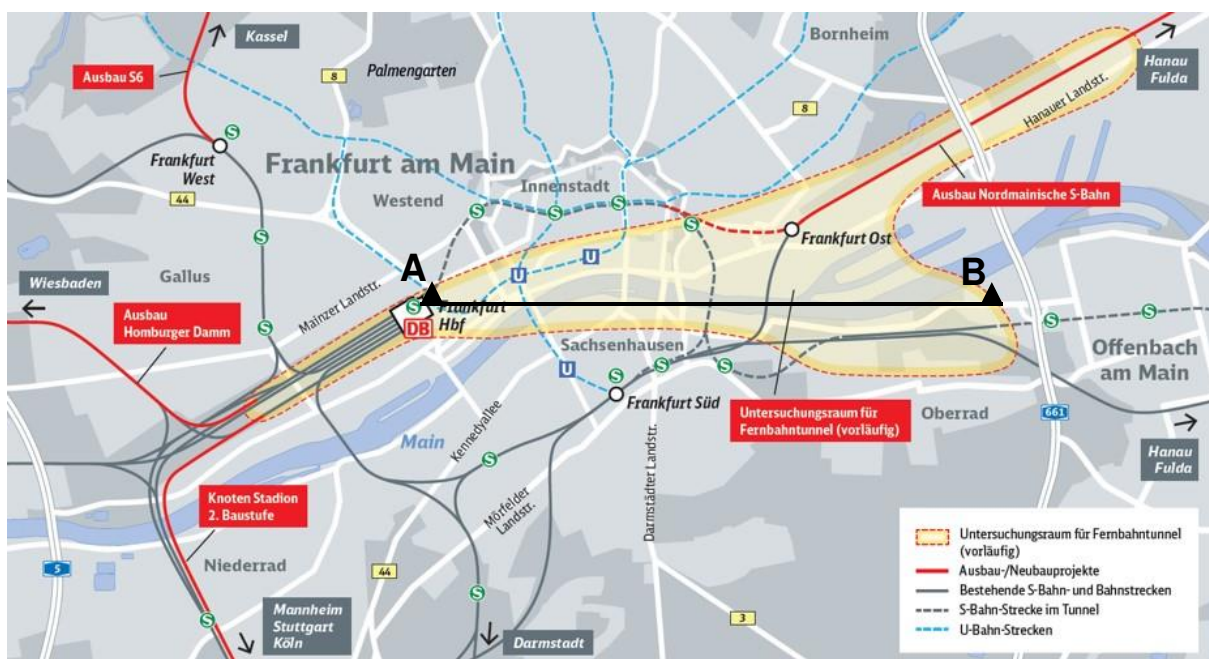 Kassel
Ausbau S6
8
Palmengarten
Bornheim
8
Hanau
Fulda
Hanauer Landstr.
S
Frankfurt
West
Frankfurt am Main
44
Westend
Innenstadt
S
S
S
S
S
Ausbau Nordmainische S-Bahn
Frankfurt Ost
Gallus
Wiesbaden
Mainzer Landstr.
A
B
U
U
S
Frankfurt
Hbf
DB
Ausbau
Homburger Damm
S
S
S
Sachsenhausen
Offenbach
am Main
U
S
S
S
Frankfurt Süd
Untersuchungsraum für
Fernbahntunnel (vorläufig)
Oberrad
661
Main
Kennedyallee
Hanau
Fulda
S
Mörfelder
Landstr.
Darmstädter Landstr.
Knoten Stadion
2. Baustufe
5
Niederrad
44
S
S
3
Mannheim
Stuttgart
Köln
Darmstadt
Untersuchungsraum für Fernbahntunnel
(vorläufig)
Ausbau-/Neubauprojekte
Bestehende S-Bahn- und Bahnstrecken
S-Bahn-Strecke im Tunnel
U-Bahn-Strecken